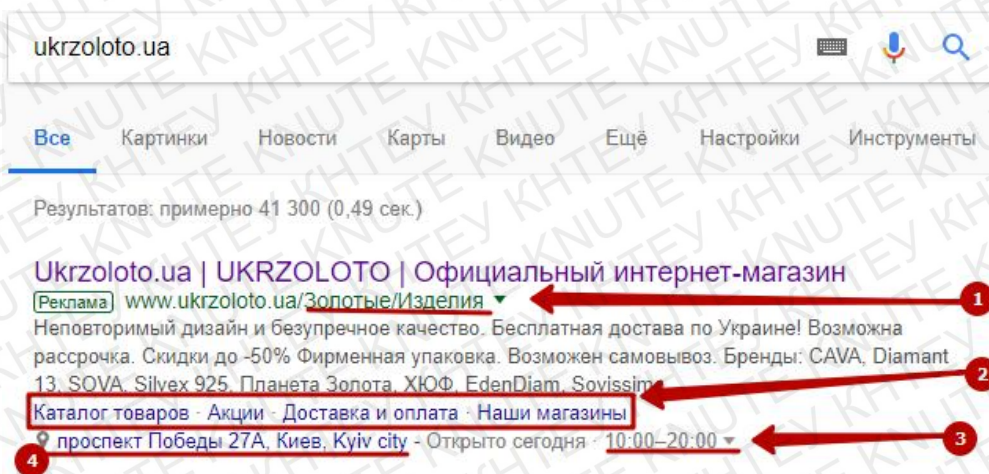 ukrzoloto.ua
Все Картинки Новости Карты Видео Ещё Настройки Инструменты
Результатов: примерно 41 300 (0,49 сек.)
Ukrzoloto.ua | UKRZOLOTO | Официальный интернет-магазин
Реклама www.ukrzoloto.ua/Золотые/Изделия
1
Неповторимый дизайн и безупречное качество. Бесплатная достава по Украине! Возможна
рассрочка. Скидки до -50% Фирменная упаковка. Возможен самовывоз. Бренды: CAVA, Diamant
13, SOVA, Silvex 925, Планета Золота, ХЮФ, EdenDiam, Sovissim
2
Каталог товаров · Акции · Доставка и оплата · Наши магазины
проспект Победы 27А, Киев, Kyiv city - Открыто сегодня · 10:00–20:00
3
4